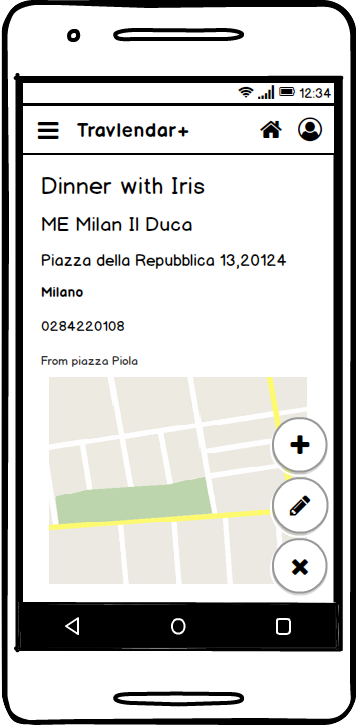 12:34
Travlendar+
Dinner with Iris
ME Milan Il Duca
Piazza della Repubblica 13,20124
Milano
0284220108
From piazza Piola